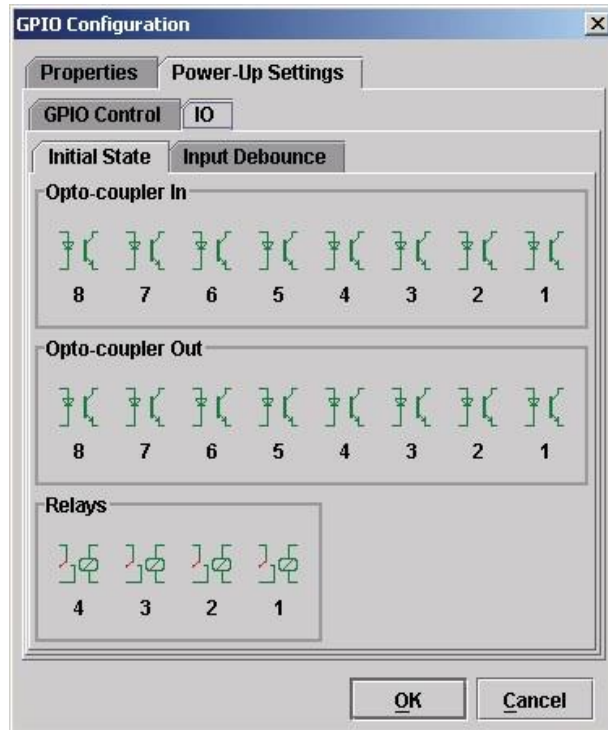 GPIO Configuration
Properties Power-Up Settings
GPIO Control IO
Initial State Input Debounce
Opto-coupler In
8 7 6 5 4 3 2 1
Opto-coupler Out
8 7 6 5 4 3 2 1
Relays
4 3 2 1
OK Cancel